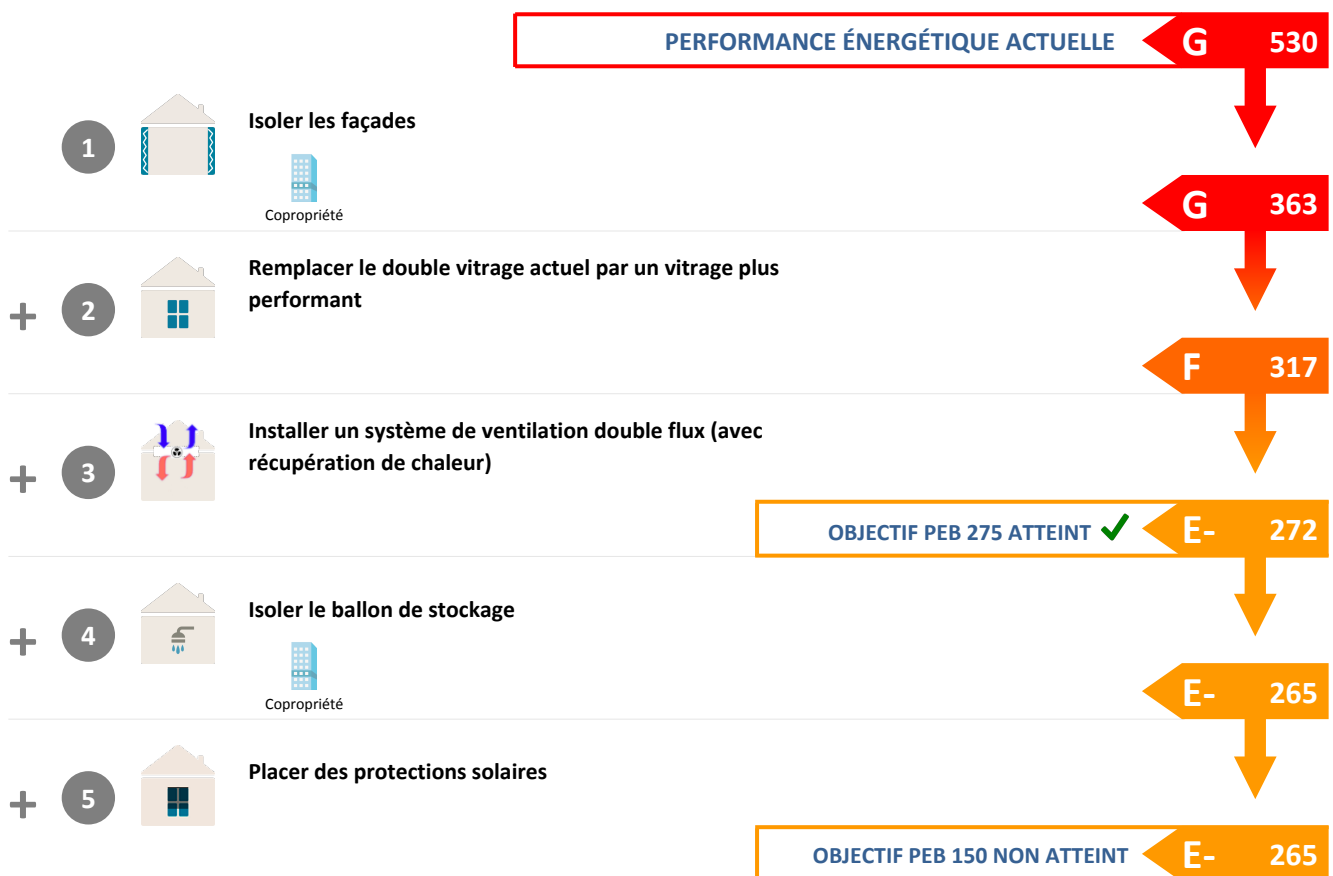 PERFORMANCE ÉNERGÉTIQUE ACTUELLE G 530
1 Isoler les façades
Copropriété
G 363
+ 2 Remplacer le double vitrage actuel par un vitrage plus
performant
F 317
+ 3 Installer un système de ventilation double flux (avec
récupération de chaleur)
OBJECTIF PEB 275 ATTEINT ✓ E- 272
+ 4 Isoler le ballon de stockage
Copropriété
E- 265
+ 5 Placer des protections solaires
OBJECTIF PEB 150 NON ATTEINT E- 265